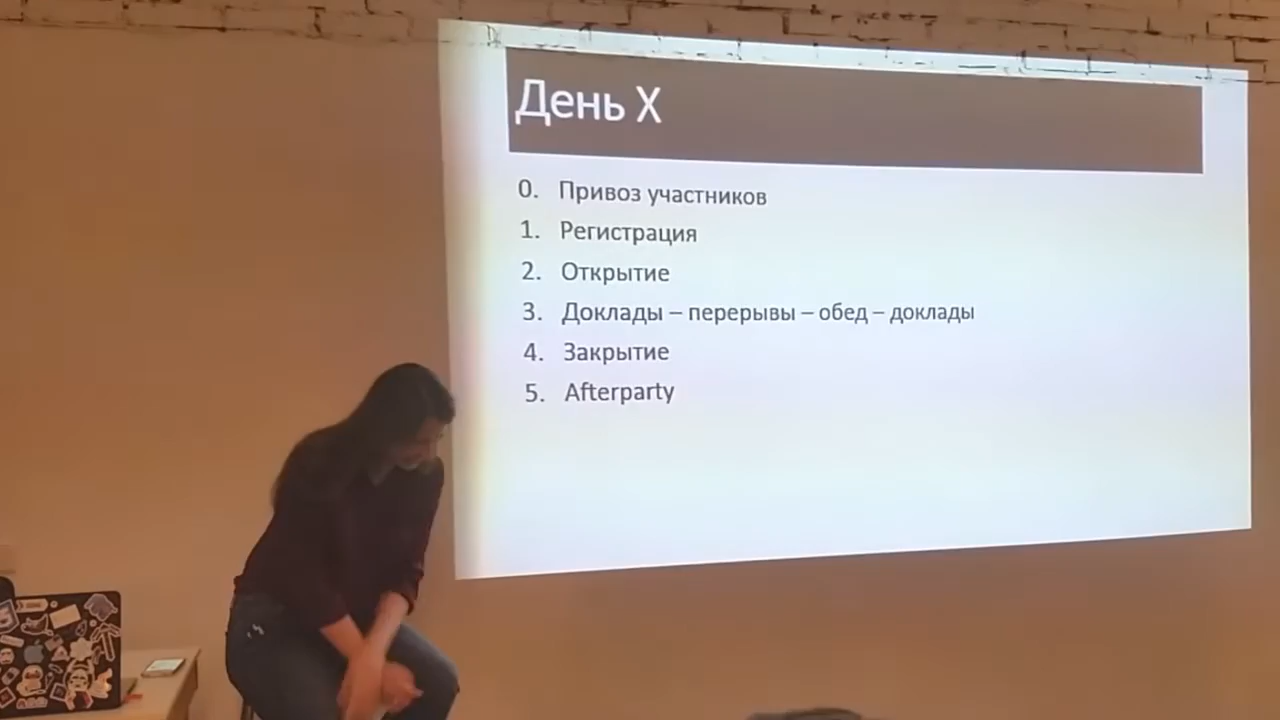 День X
0. Привоз участников
1. Регистрация
2. Открытие
3. Доклады – перерывы – обед – доклады
4. Закрытие
5. Afterparty